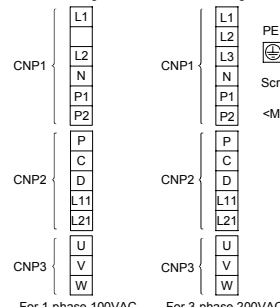 L1
L2
N
P1
P2
CNP1
P
C
D
L11
L21
CNP2
U
V
W
CNP3
For 1-phase 100VAC
L1
L2
L3
N
P1
P2
CNP1
P
C
D
L11
L21
CNP2
U
V
W
CNP3
For 3-phase 200VAC
PE
Scr
<M